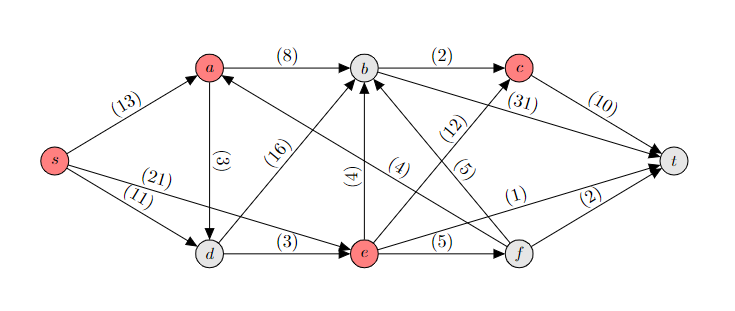 a
(8)
b
(2)
c
(13)
(31)
(10)
(3)
(16)
(4)
(12)
(5)
(4)
s
t
(21)
(11)
(1)
(2)
d
(3)
e
(5)
f